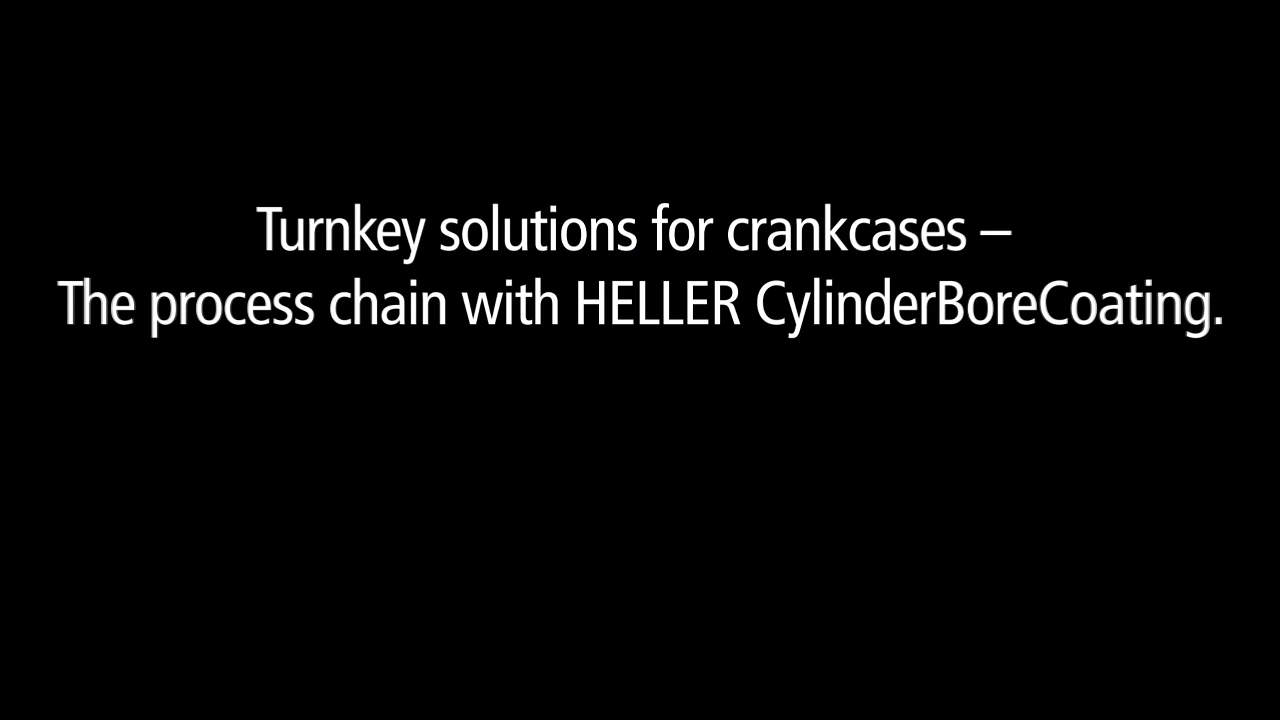 Turnkey solutions for crankcases –
The process chain with HELLER CylinderBoreCoating.